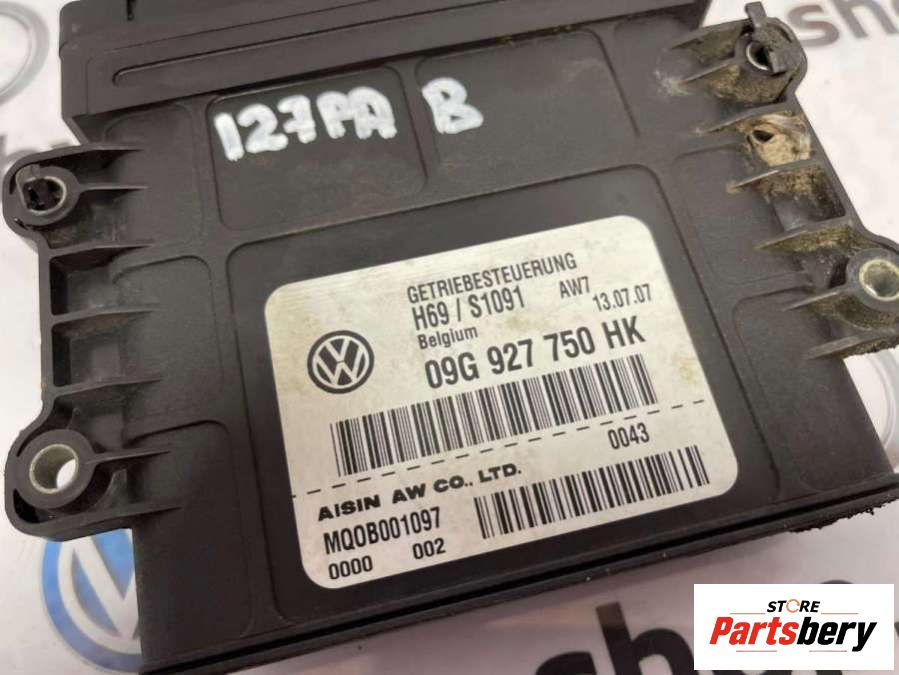 127PA B
GETRIEBESTEUERUNG
H69 / S1091 AW7 13.07.07
Belgium
09G 927 750 HK
0043
AISIN AW CO., LTD.
MQOB001097
0000 002
STORE
Partsbery